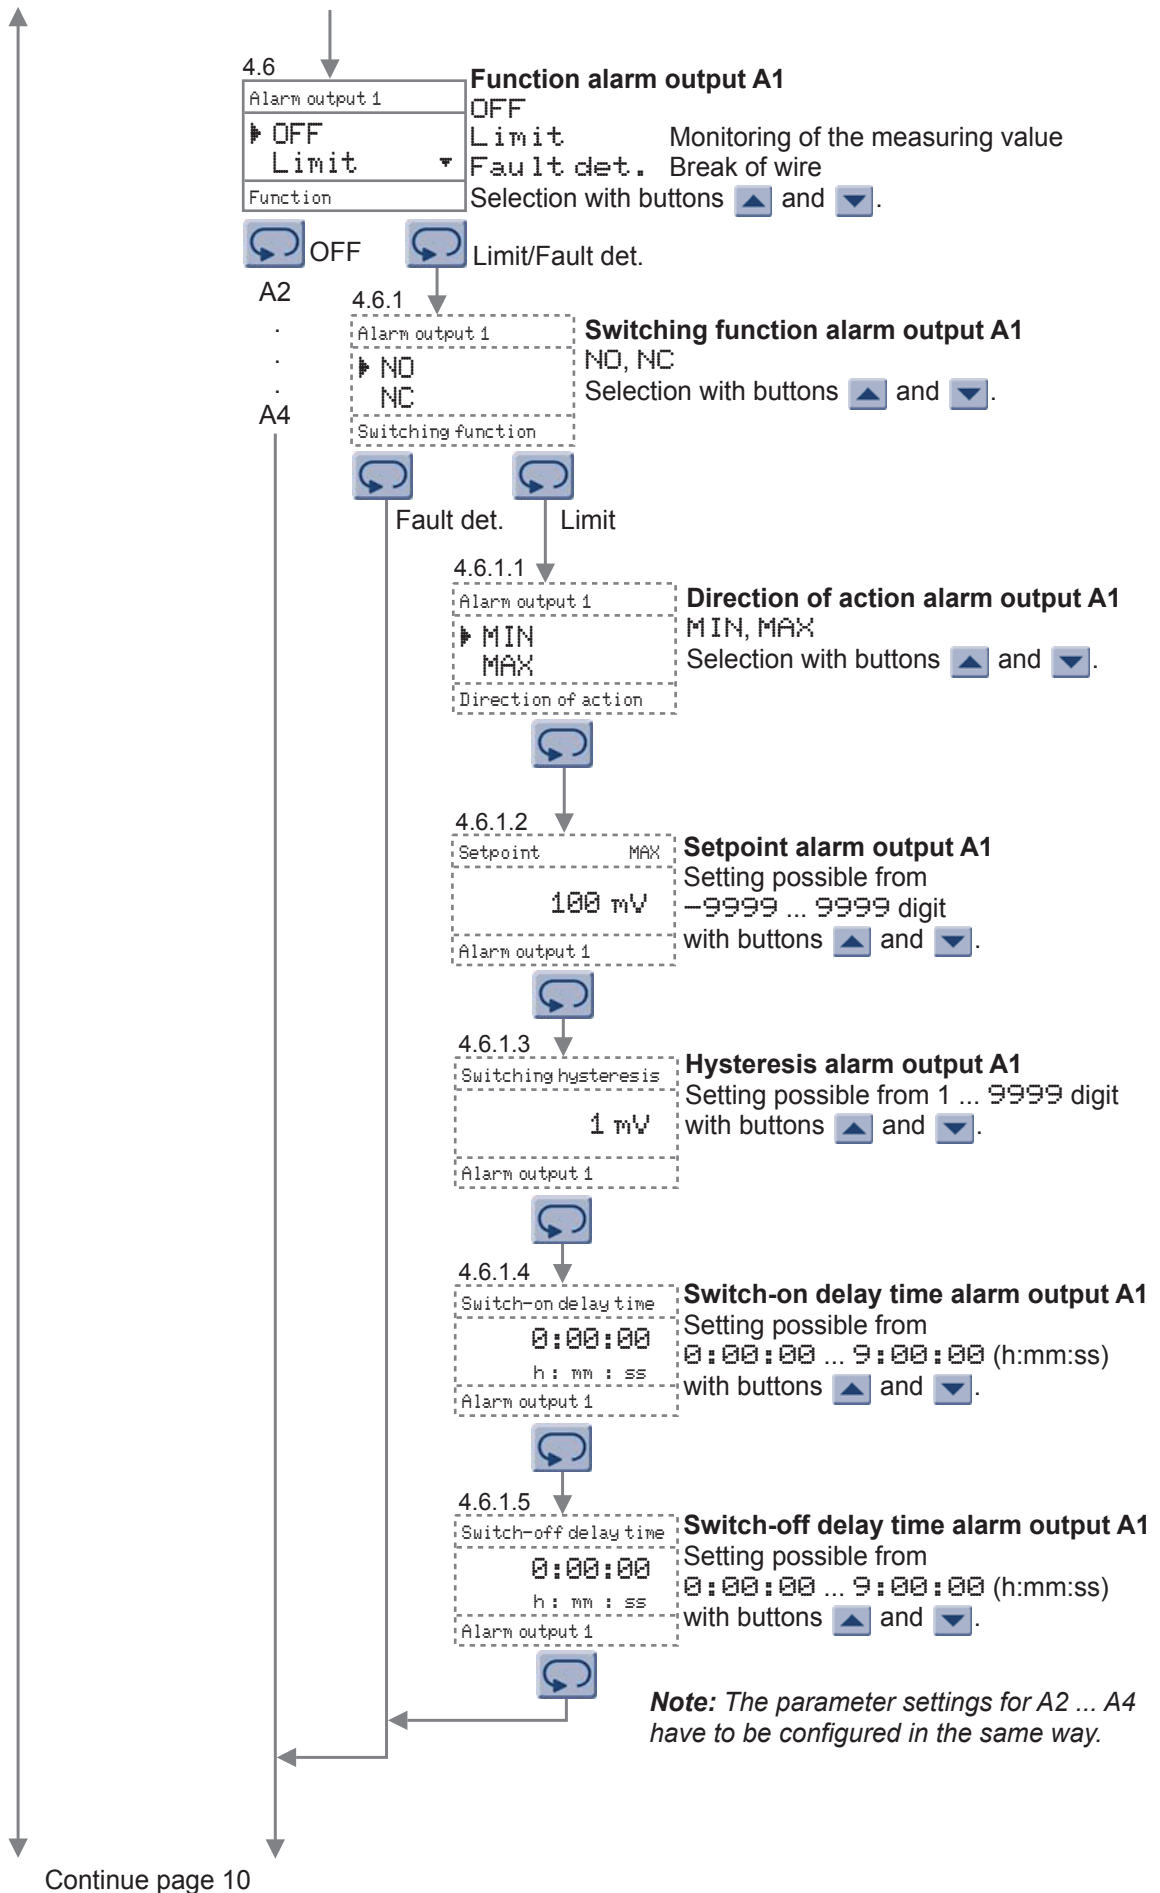 4.6
Alarm output 1
OFF
Limit
Function
Function alarm output A1
OFF
Limit Monitoring of the measuring value
Fault det. Break of wire
Selection with buttons and .
OFF
Limit/Fault det.
A2
.
.
.
A4
4.6.1
Alarm output 1
NO
NC
Switching function
Switching function alarm output A1
NO, NC
Selection with buttons and .
Fault det.
Limit
4.6.1.1
Alarm output 1
MIN
MAX
Direction of action
Direction of action alarm output A1
MIN, MAX
Selection with buttons and .
4.6.1.2
Setpoint MAX
100 mV
Alarm output 1
Setpoint alarm output A1
Setting possible from
-9999 ... 9999 digit
with buttons and .
4.6.1.3
Switching hysteresis
1 mV
Alarm output 1
Hysteresis alarm output A1
Setting possible from 1 ... 9999 digit
with buttons and .
4.6.1.4
Switch-on delay time
0:00:00
h: mm : ss
Alarm output 1
Switch-on delay time alarm output A1
Setting possible from
0:00:00 ... 9:00:00 (h:mm:ss)
with buttons and .
4.6.1.5
Switch-off delay time
0:00:00
h: mm : ss
Alarm output 1
Switch-off delay time alarm output A1
Setting possible from
0:00:00 ... 9:00:00 (h:mm:ss)
with buttons and .
Note: The parameter settings for A2 ... A4
have to be configured in the same way.
Continue page 10